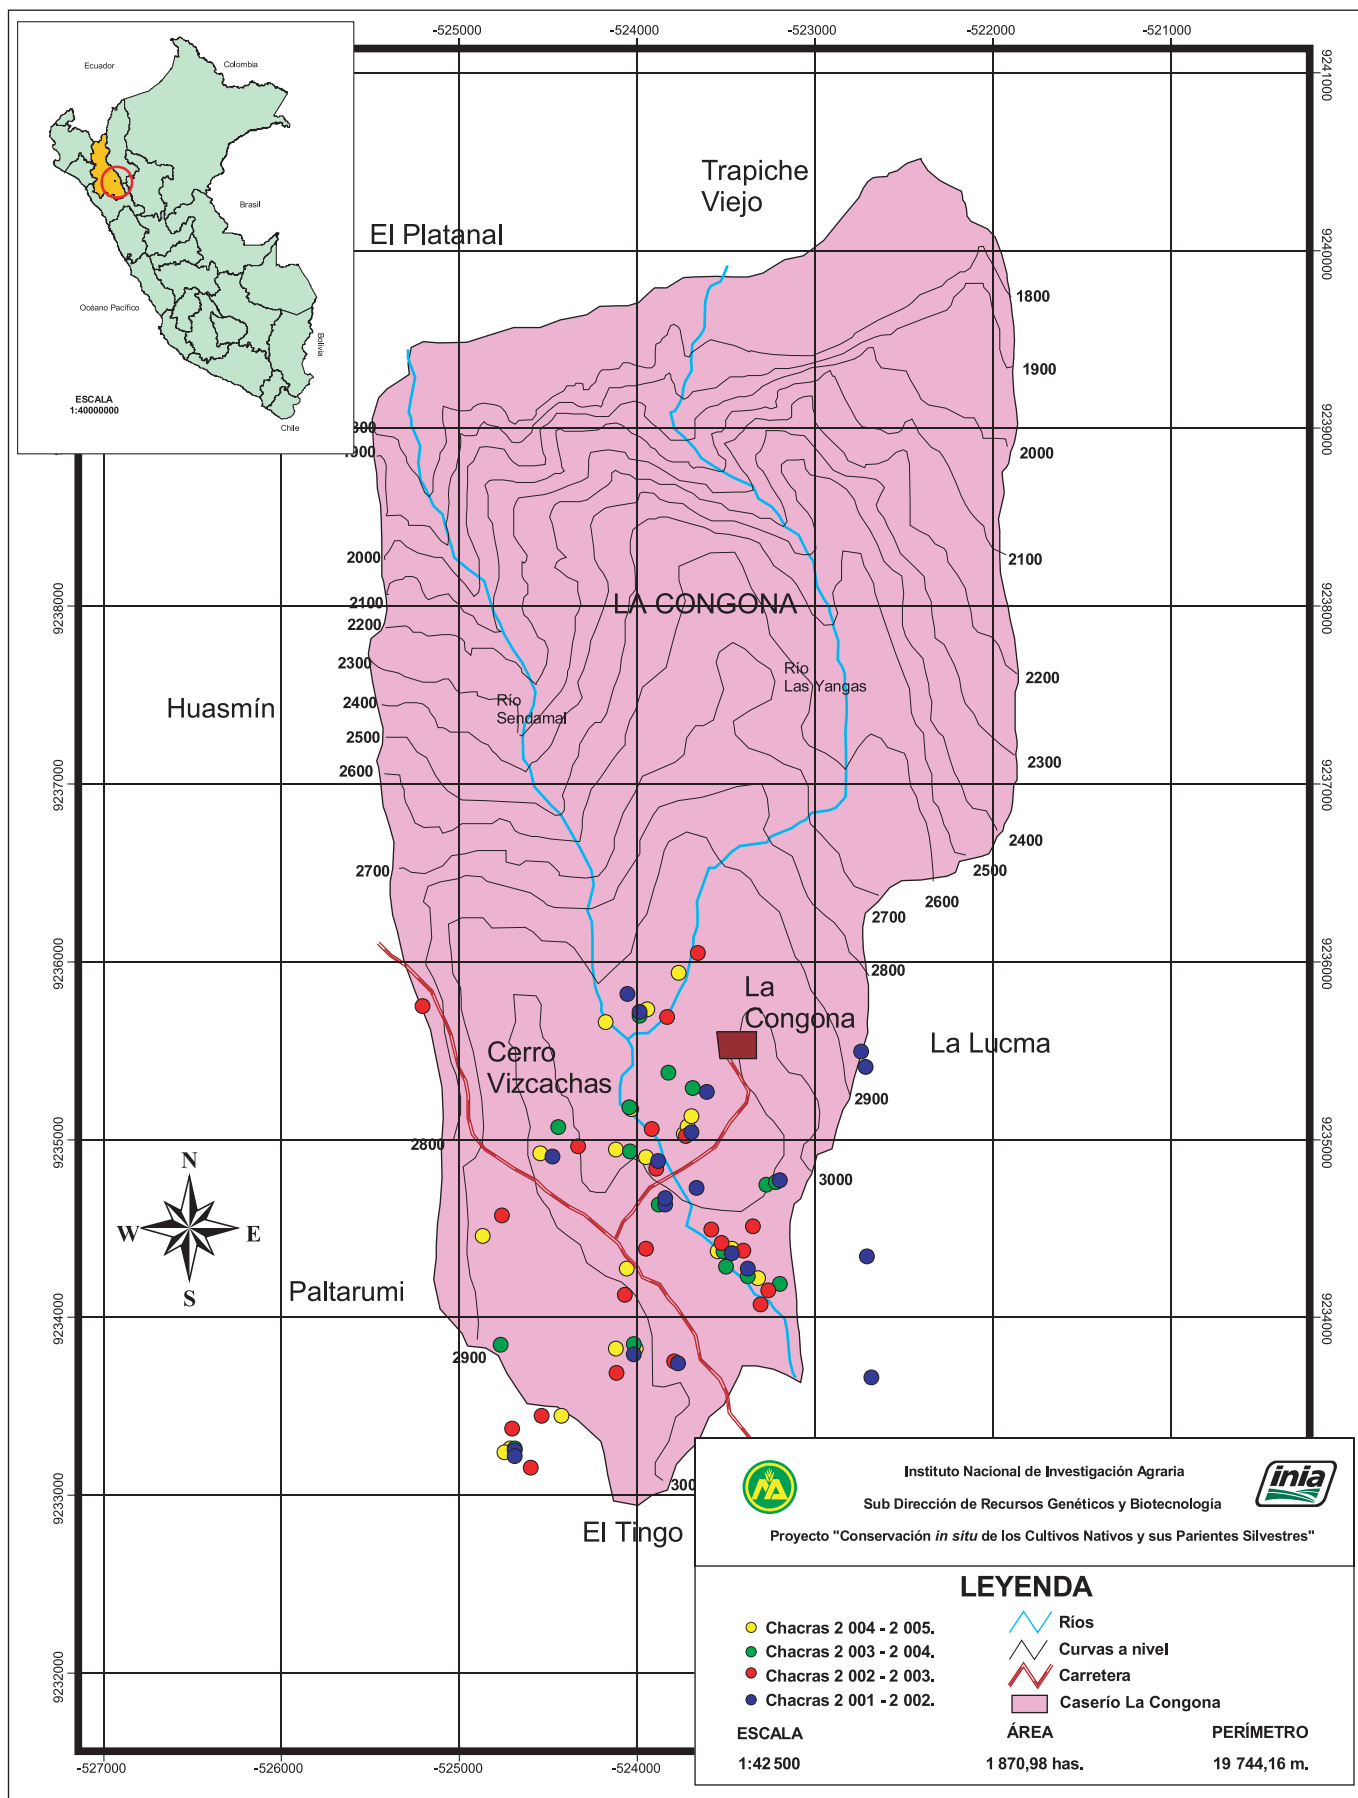 -525000
-524000
-523000
-522000
-521000
Ecuador
Colombia
Brasil
Océano Pacífico
Bolivia
Chile
ESCALA
1:40000000
9241000
9240000
9239000
9238000
9237000
9236000
9235000
9234000
9238000
9237000
9236000
9235000
9234000
9233000
9232000
Trapiche
Viejo
El Platanal
1800
1900
2000
2100
2200
2300
2400
2500
2600
2700
2800
2900
3000
2000
2100
2200
2300
2400
2500
2600
2700
2800
2900
LA CONGONA
Río
Las Yangas
Río
Sendamal
Huasmín
La
Congona
La Lucma
Cerro
Vizcachas
N
W E
S
Paltarumi
El Tingo
Instituto Nacional de Investigación Agraria
Sub Dirección de Recursos Genéticos y Biotecnología
Proyecto "Conservación in situ de los Cultivos Nativos y sus Parientes Silvestres"
inia
LEYENDA
Chacras 2 004 - 2 005.
Chacras 2 003 - 2 004.
Chacras 2 002 - 2 003.
Chacras 2 001 - 2 002.
Ríos
Curvas a nivel
Carretera
Caserío La Congona
ESCALA
1:42 500
ÁREA
1 870,98 has.
PERÍMETRO
19 744,16 m.
-527000
-526000
-525000
-524000